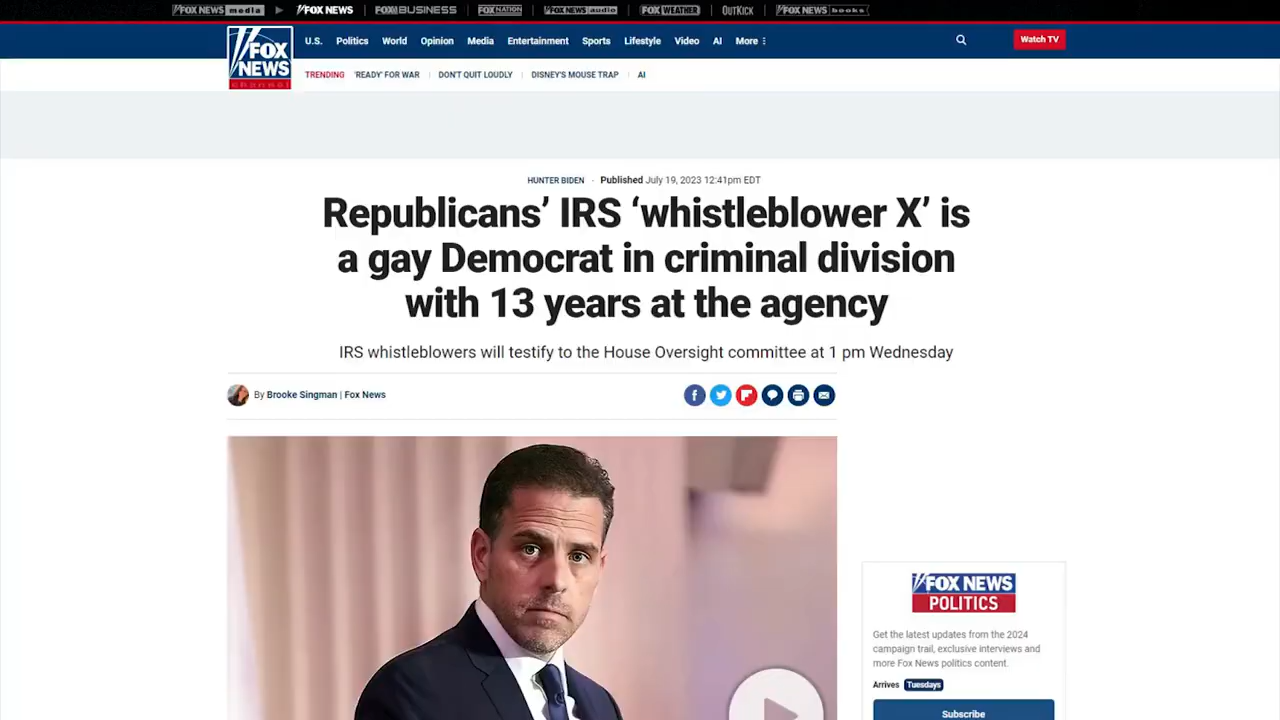 FOX NEWS media FOX NEWS FOX BUSINESS FOX NATION FOX NEWS audio FOX WEATHER OUTKICK FOX NEWS books
FOX
NEWS
channel
U.S. Politics World Opinion Media Entertainment Sports Lifestyle Video AI More Watch TV
TRENDING 'READY' FOR WAR DON'T QUIT LOUDLY DISNEY'S MOUSE TRAP AI
HUNTER BIDEN · Published July 19, 2023 12:41pm EDT
Republicans' IRS 'whistleblower X' is
a gay Democrat in criminal division
with 13 years at the agency
IRS whistleblowers will testify to the House Oversight committee at 1 pm Wednesday
By Brooke Singman | Fox News
FOX NEWS
POLITICS
Get the latest updates from the 2024
campaign trail, exclusive interviews and
more Fox News politics content.
Arrives Tuesdays
Subscribe